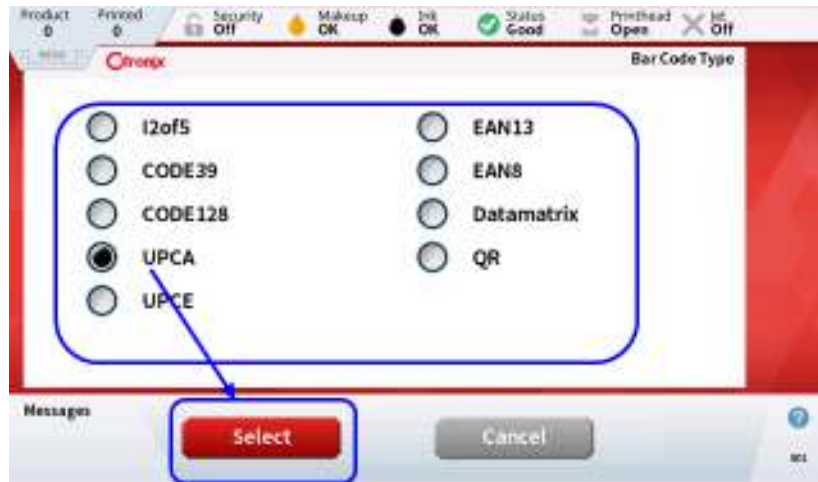 Product Printed Security Makeup Ink Status Printhead Jet
0 0 Off OK OK Good Open Off
Citronix Bar Code Type
I2of5 EAN13
CODE39 EAN8
CODE128 Datamatrix
UPCA QR
UPCE
Messages
Select Cancel